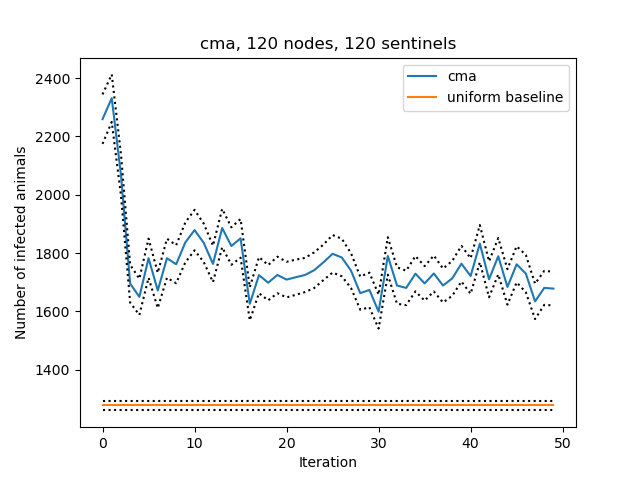 cma, 120 nodes, 120 sentinels
cma
uniform baseline
Number of infected animals
2400
2200
2000
1800
1600
1400
0 10 20 30 40 50
Iteration